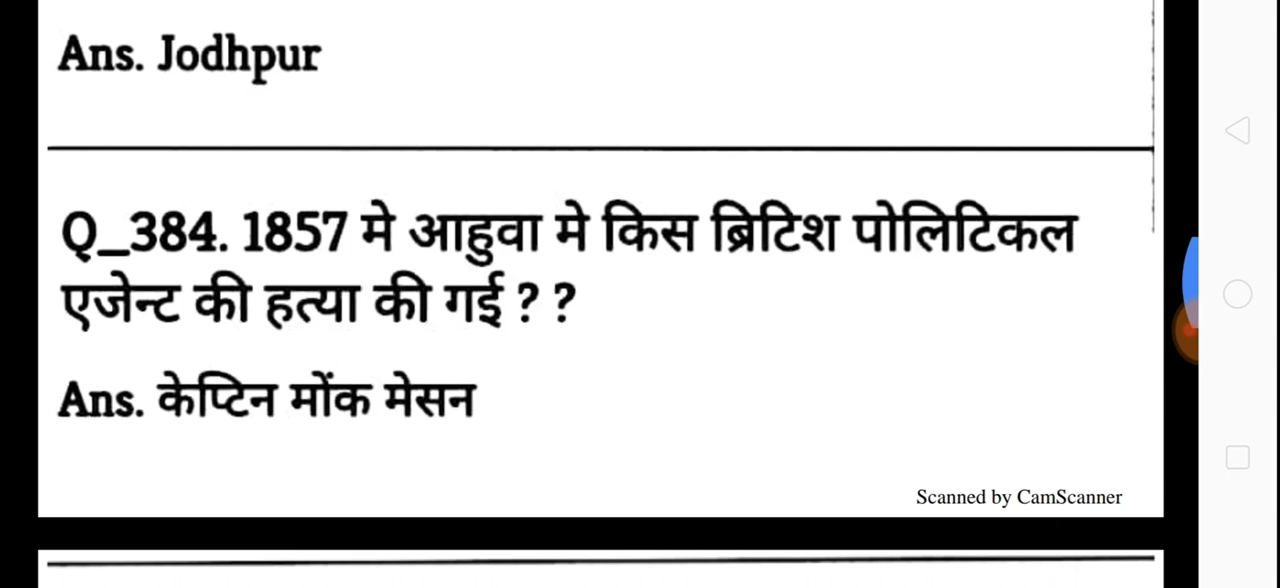 Ans. Jodhpur
Q_384. 1857 मे आहुवा मे किस ब्रिटिश पोलिटिकल
एजेन्ट की हत्या की गई ? ?
Ans. केप्टिन मोंक मेसन
Scanned by CamScanner